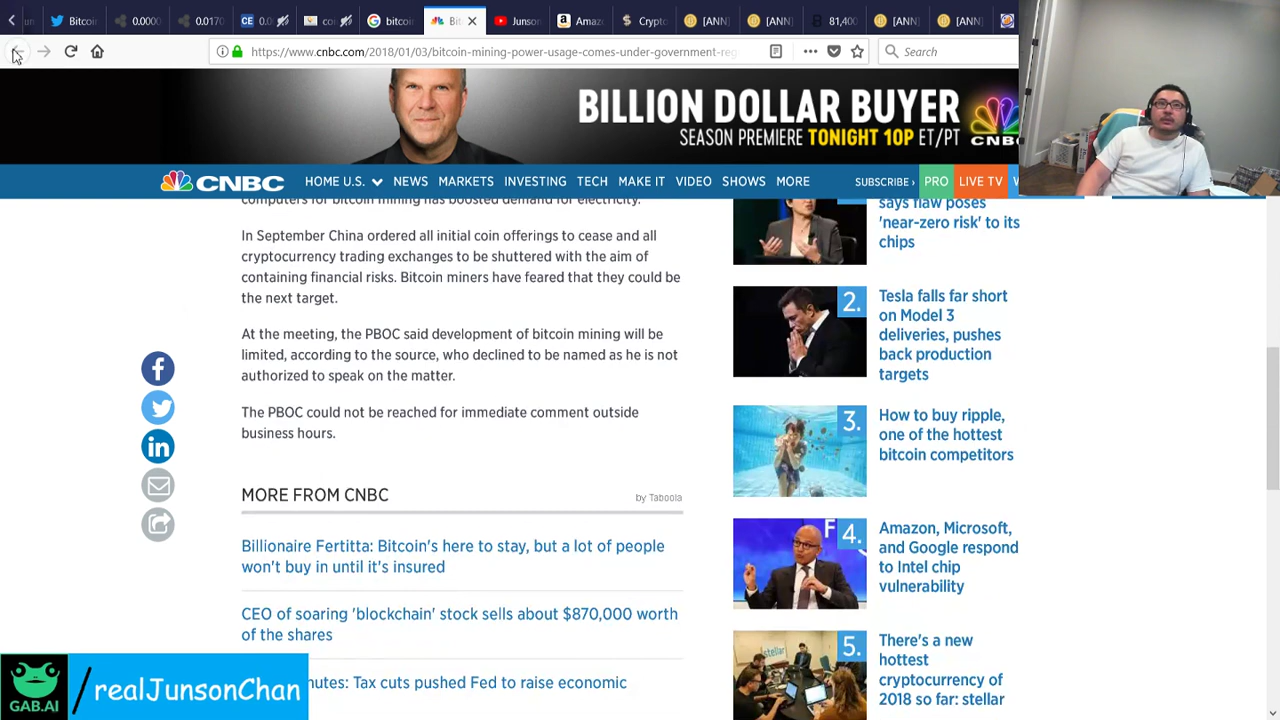 Bitcoin
0.0000
0.0170
CE
0.0
coi
bitcoi
Bit
Junson
Amaz
Crypto
[ANN]
[ANN]
81,400
[ANN]
[ANN]
https://www.cnbc.com/2018/01/03/bitcoin-mining-power-usage-comes-under-government-reg
Search
BILLION DOLLAR BUYER
SEASON PREMIERE TONIGHT 10P ET/PT
CNBC
CNBC
HOME U.S.
NEWS
MARKETS
INVESTING
TECH
MAKE IT
VIDEO
SHOWS
MORE
SUBSCRIBE ›
PRO
LIVE TV
computers for bitcoin mining has boosted demand for electricity.
In September China ordered all initial coin offerings to cease and all
cryptocurrency trading exchanges to be shuttered with the aim of
containing financial risks. Bitcoin miners have feared that they could be
the next target.
At the meeting, the PBOC said development of bitcoin mining will be
limited, according to the source, who declined to be named as he is not
authorized to speak on the matter.
The PBOC could not be reached for immediate comment outside
business hours.
MORE FROM CNBC
by Taboola
Billionaire Fertitta: Bitcoin's here to stay, but a lot of people
won't buy in until it's insured
CEO of soaring 'blockchain' stock sells about $870,000 worth
of the shares
nutes: Tax cuts pushed Fed to raise economic
says flaw poses
'near-zero risk' to its
chips
2.
Tesla falls far short
on Model 3
deliveries, pushes
back production
targets
3.
How to buy ripple,
one of the hottest
bitcoin competitors
4.
Amazon, Microsoft,
and Google respond
to Intel chip
vulnerability
5.
There's a new
hottest
cryptocurrency of
2018 so far: stellar
stellar
GAB.AI
/realJunsonChan